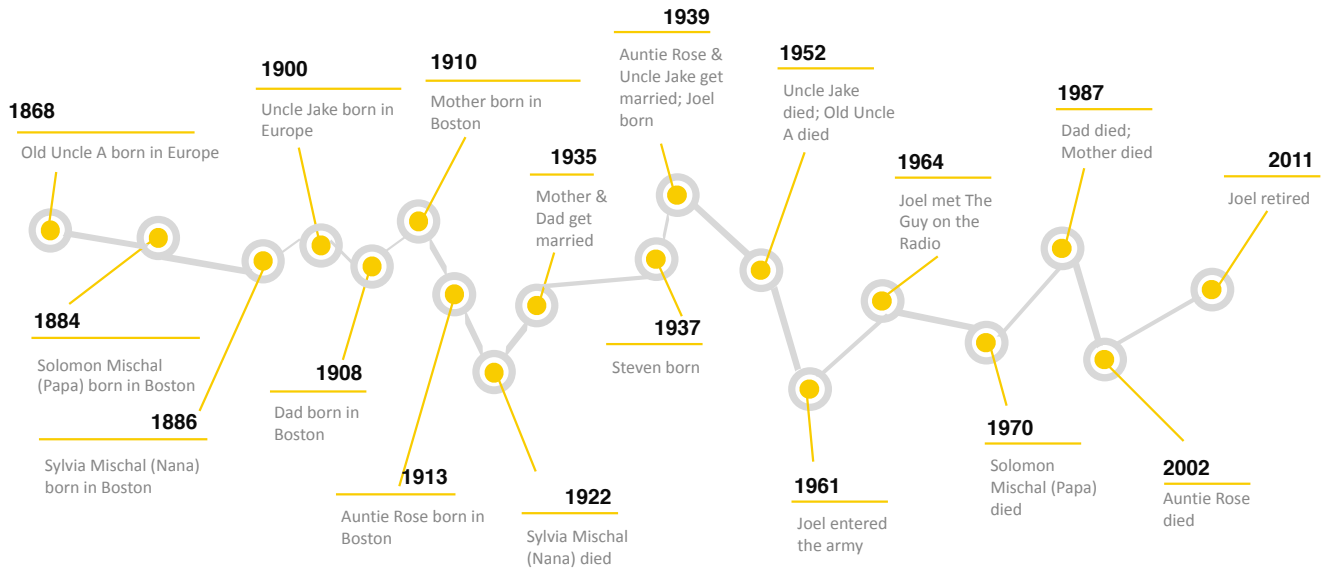 1868
Old Uncle A born in Europe
1884
Solomon Mischal
(Papa) born in Boston
1886
Sylvia Mischal (Nana)
born in Boston
1900
Uncle Jake born in
Europe
1908
Dad born in
Boston
1910
Mother born in
Boston
1913
Auntie Rose born in
Boston
1922
Sylvia Mischal
(Nana) died
1935
Mother &
Dad get
married
1937
Steven born
1939
Auntie Rose &
Uncle Jake get
married; Joel
born
1952
Uncle Jake
died; Old Uncle
A died
1961
Joel entered
the army
1964
Joel met The
Guy on the
Radio
1970
Solomon
Mischal (Papa)
died
1987
Dad died;
Mother died
2002
Auntie Rose
died
2011
Joel retired